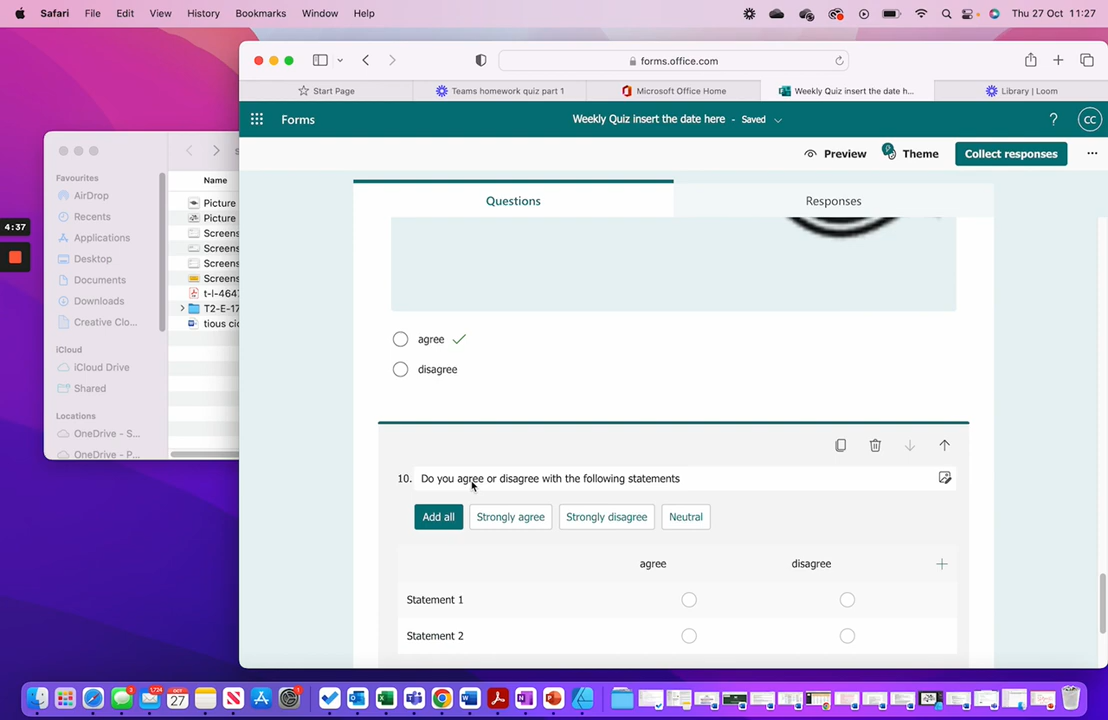 Safari File Edit View History Bookmarks Window Help Thu 27 Oct 11:27
forms.office.com
Start Page Teams homework quiz part 1 Microsoft Office Home Weekly Quiz insert the date h... Library | Loom
Forms Weekly Quiz insert the date here - Saved ? CC
Preview Theme Collect responses ...
Questions Responses
Favourites
AirDrop
Recents
Applications
Desktop
Documents
Downloads
Creative Clo...
iCloud
iCloud Drive
Shared
Locations
OneDrive - S...
OneDrive - P...
Name
Picture
Picture
Screens
Screens
Screens
Screens
t-l-464
T2-E-17
tious cic
4:37
agree
disagree
10. Do you agree or disagree with the following statements
Add all Strongly agree Strongly disagree Neutral
agree disagree
Statement 1
Statement 2